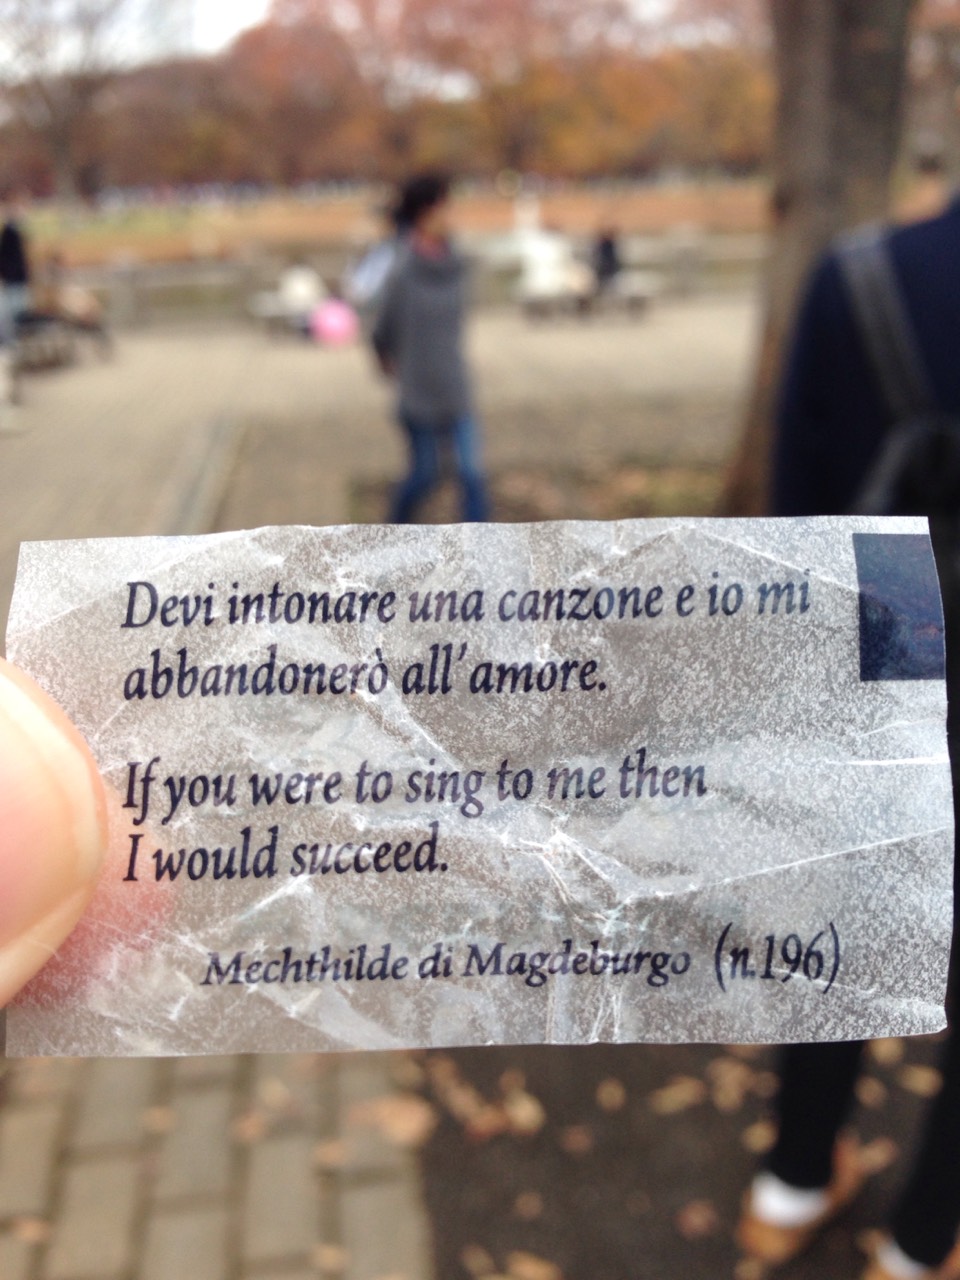 Devi intonare una canzone e io mi
abbandonerò all'amore.
If you were to sing to me then
I would succeed.
Mechthilde di Magdeburgo (n.196)